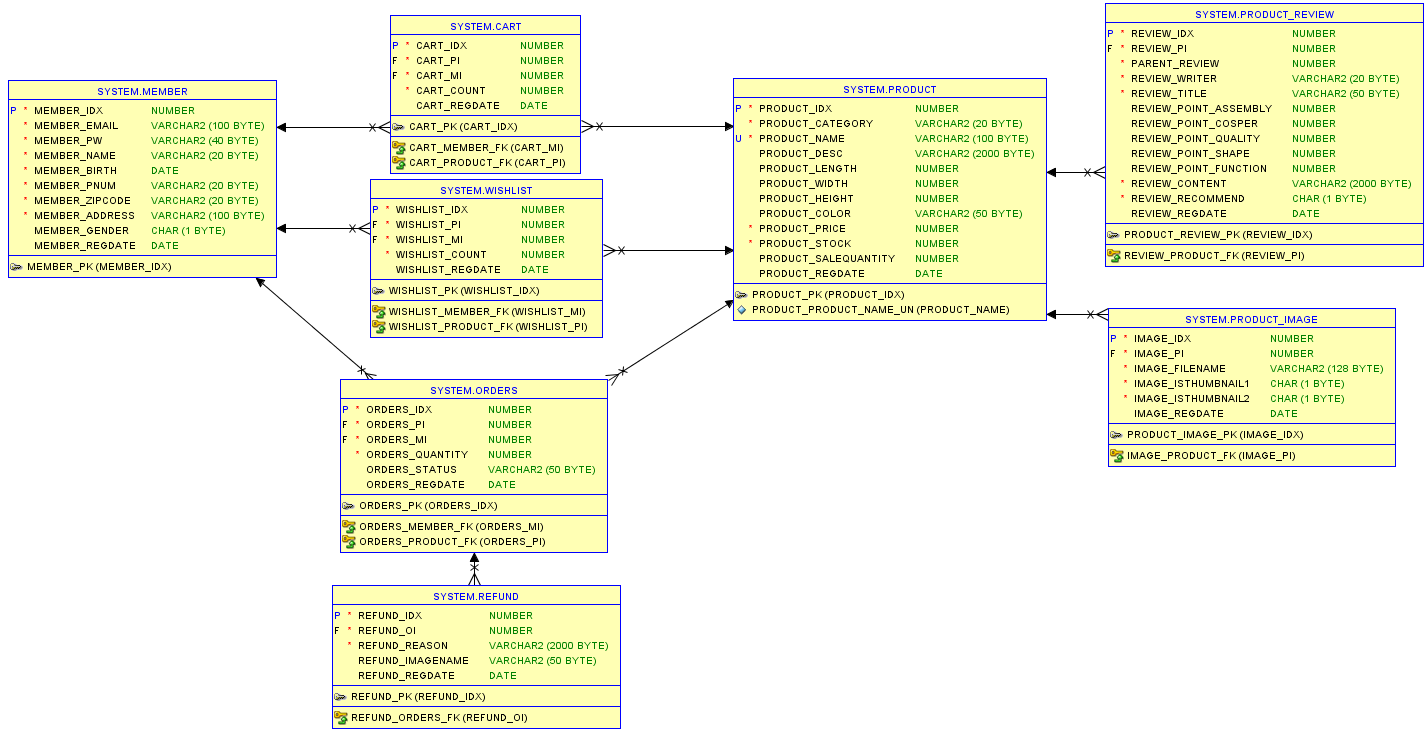 SYSTEM.MEMBER
P * MEMBER_IDX NUMBER
* MEMBER_EMAIL VARCHAR2 (100 BYTE)
* MEMBER_PW VARCHAR2 (40 BYTE)
* MEMBER_NAME VARCHAR2 (20 BYTE)
* MEMBER_BIRTH DATE
* MEMBER_PNUM VARCHAR2 (20 BYTE)
* MEMBER_ZIPCODE VARCHAR2 (20 BYTE)
* MEMBER_ADDRESS VARCHAR2 (100 BYTE)
MEMBER_GENDER CHAR (1 BYTE)
MEMBER_REGDATE DATE
MEMBER_PK (MEMBER_IDX)
SYSTEM.CART
P * CART_IDX NUMBER
F * CART_PI NUMBER
F * CART_MI NUMBER
* CART_COUNT NUMBER
CART_REGDATE DATE
CART_PK (CART_IDX)
CART_MEMBER_FK (CART_MI)
CART_PRODUCT_FK (CART_PI)
SYSTEM.WISHLIST
P * WISHLIST_IDX NUMBER
F * WISHLIST_PI NUMBER
F * WISHLIST_MI NUMBER
* WISHLIST_COUNT NUMBER
WISHLIST_REGDATE DATE
WISHLIST_PK (WISHLIST_IDX)
WISHLIST_MEMBER_FK (WISHLIST_MI)
WISHLIST_PRODUCT_FK (WISHLIST_PI)
SYSTEM.ORDERS
P * ORDERS_IDX NUMBER
F * ORDERS_PI NUMBER
F * ORDERS_MI NUMBER
* ORDERS_QUANTITY NUMBER
ORDERS_STATUS VARCHAR2 (50 BYTE)
ORDERS_REGDATE DATE
ORDERS_PK (ORDERS_IDX)
ORDERS_MEMBER_FK (ORDERS_MI)
ORDERS_PRODUCT_FK (ORDERS_PI)
SYSTEM.REFUND
P * REFUND_IDX NUMBER
F * REFUND_OI NUMBER
* REFUND_REASON VARCHAR2 (2000 BYTE)
REFUND_IMAGENAME VARCHAR2 (50 BYTE)
REFUND_REGDATE DATE
REFUND_PK (REFUND_IDX)
REFUND_ORDERS_FK (REFUND_OI)
SYSTEM.PRODUCT
P * PRODUCT_IDX NUMBER
* PRODUCT_CATEGORY VARCHAR2 (20 BYTE)
U * PRODUCT_NAME VARCHAR2 (100 BYTE)
PRODUCT_DESC VARCHAR2 (2000 BYTE)
PRODUCT_LENGTH NUMBER
PRODUCT_WIDTH NUMBER
PRODUCT_HEIGHT NUMBER
PRODUCT_COLOR VARCHAR2 (50 BYTE)
* PRODUCT_PRICE NUMBER
* PRODUCT_STOCK NUMBER
PRODUCT_SALEQUANTITY NUMBER
PRODUCT_REGDATE DATE
PRODUCT_PK (PRODUCT_IDX)
PRODUCT_PRODUCT_NAME_UN (PRODUCT_NAME)
SYSTEM.PRODUCT_REVIEW
P * REVIEW_IDX NUMBER
F * REVIEW_PI NUMBER
* PARENT_REVIEW NUMBER
* REVIEW_WRITER VARCHAR2 (20 BYTE)
* REVIEW_TITLE VARCHAR2 (50 BYTE)
REVIEW_POINT_ASSEMBLY NUMBER
REVIEW_POINT_COSPER NUMBER
REVIEW_POINT_QUALITY NUMBER
REVIEW_POINT_SHAPE NUMBER
REVIEW_POINT_FUNCTION NUMBER
* REVIEW_CONTENT VARCHAR2 (2000 BYTE)
* REVIEW_RECOMMEND CHAR (1 BYTE)
REVIEW_REGDATE DATE
PRODUCT_REVIEW_PK (REVIEW_IDX)
REVIEW_PRODUCT_FK (REVIEW_PI)
SYSTEM.PRODUCT_IMAGE
P * IMAGE_IDX NUMBER
F * IMAGE_PI NUMBER
* IMAGE_FILENAME VARCHAR2 (128 BYTE)
* IMAGE_ISTHUMBNAIL1 CHAR (1 BYTE)
* IMAGE_ISTHUMBNAIL2 CHAR (1 BYTE)
IMAGE_REGDATE DATE
PRODUCT_IMAGE_PK (IMAGE_IDX)
IMAGE_PRODUCT_FK (IMAGE_PI)